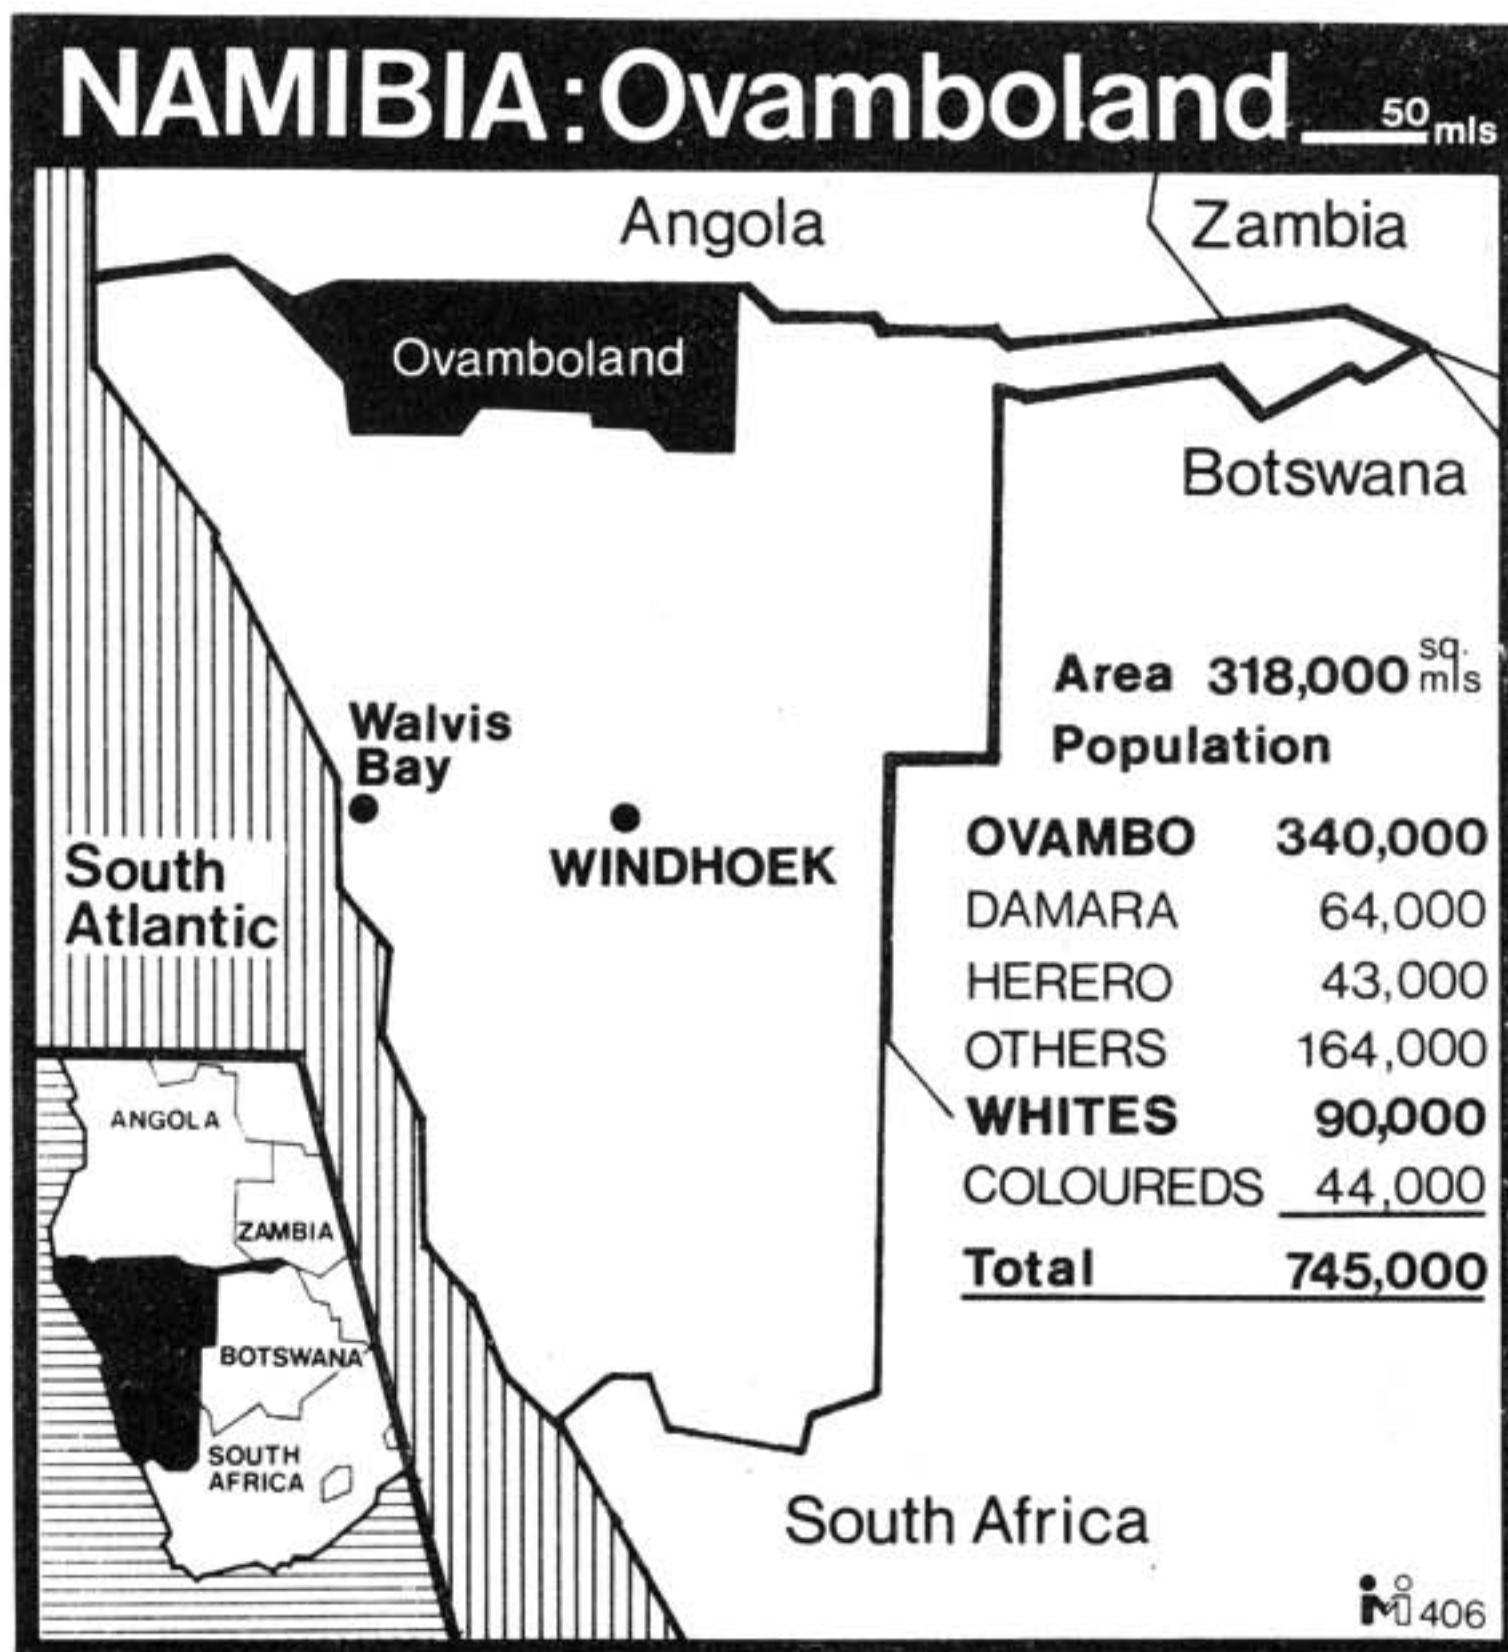 NAMIBIA: Ovamboland 50 mls
Angola
Zambia
Ovamboland
Botswana
Area 318,000 sq. mls
Population
Walvis
Bay
WINDHOEK
South
Atlantic
OVAMBO 340,000
DAMARA 64,000
HERERO 43,000
OTHERS 164,000
WHITES 90,000
COLOUREDS 44,000
Total 745,000
ANGOLA
ZAMBIA
BOTSWANA
SOUTH
AFRICA
South Africa
406